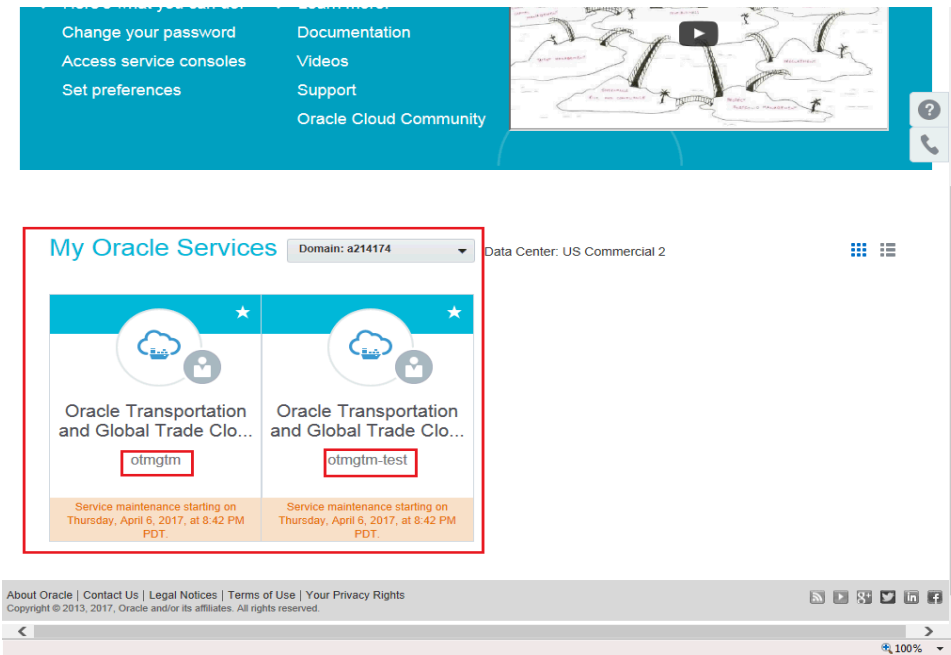 Change your password
Access service consoles
Set preferences
Documentation
Videos
Support
Oracle Cloud Community
My Oracle Services
Domain: a214174
Data Center: US Commercial 2
Oracle Transportation
and Global Trade Clo...
otmgtm
Service maintenance starting on
Thursday, April 6, 2017, at 8:42 PM
PDT.
Oracle Transportation
and Global Trade Clo...
otmgtm-test
Service maintenance starting on
Thursday, April 6, 2017, at 8:42 PM
PDT.
About Oracle | Contact Us | Legal Notices | Terms of Use | Your Privacy Rights
Copyright © 2013, 2017, Oracle and/or its affiliates. All rights reserved.
100%